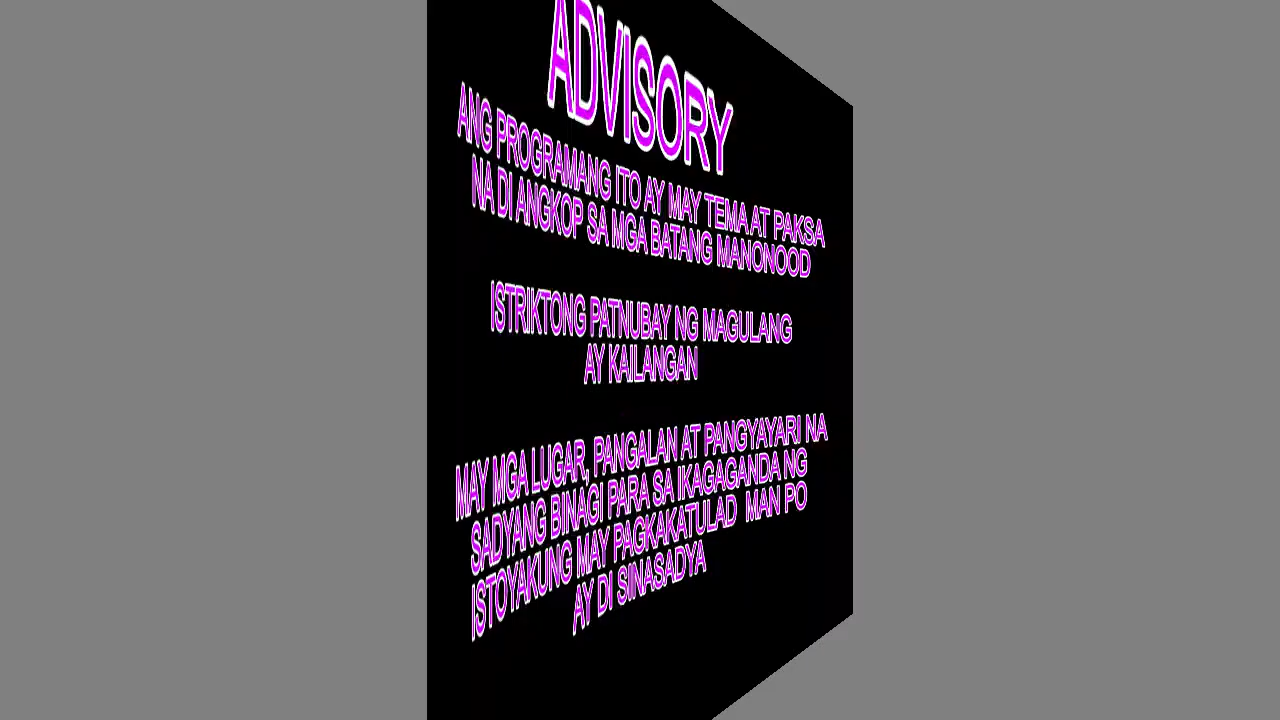 ADVISORY
ANG PROGRAMANG ITO AY MAY TEMA AT PAKSA
NA DI ANGKOP SA MGA BATANG MANONOOD
ISTRIKTONG PATNUBAY NG MAGULANG
AY KAILANGAN
MAY MGA LUGAR, PANGALAN AT PANGYAYARI NA
SADYANG BINAGI PARA SA IKAGAGANDA NG
ISTOYAKUNG MAY PAGKAKATULAD MAN PO
AY DI SINASADYA